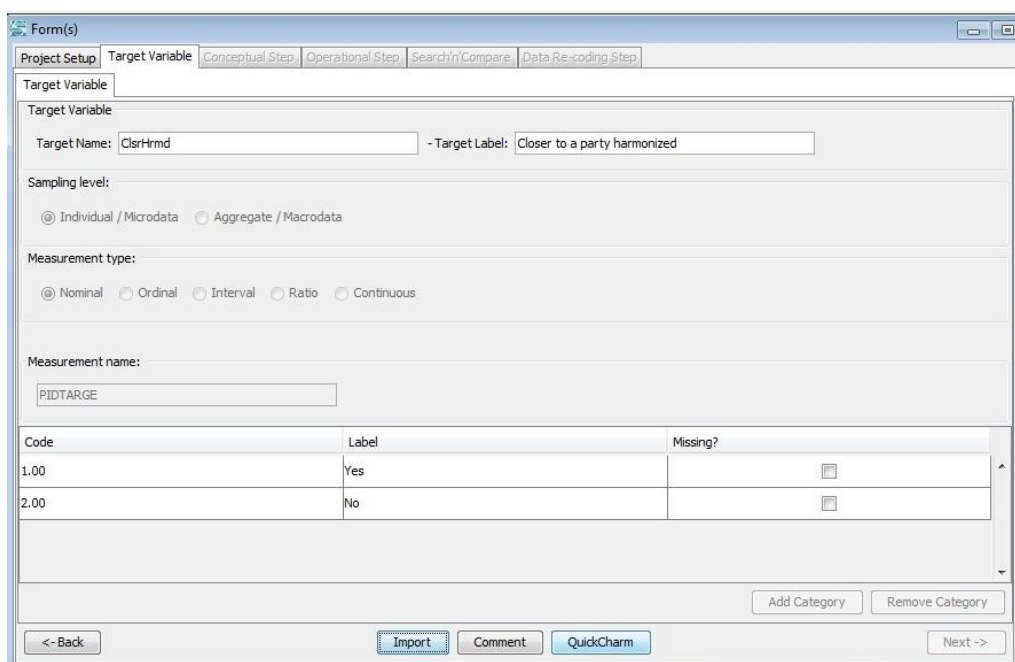 Form(s)
Project Setup Target Variable Conceptual Step Operational Step Search'n'Compare Data Re-coding Step
Target Variable
Target Variable
Target Name: ClsrHrmd - Target Label: Closer to a party harmonized
Sampling level:
Individual / Microdata Aggregate / Macrodata
Measurement type:
Nominal Ordinal Interval Ratio Continuous
Measurement name:
PIDTARGE
Code Label Missing?
1.00 Yes
2.00 No
Add Category Remove Category
<- Back Import Comment QuickCharm Next ->